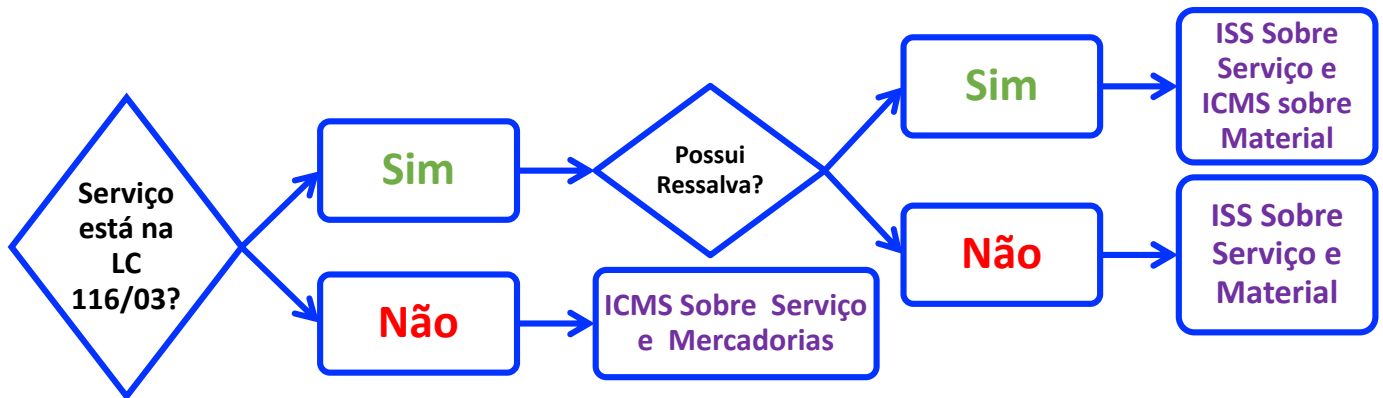 Serviço
está na
LC
116/03?
Sim
Não
Possui
Ressalva?
ICMS Sobre Serviço
e Mercadorias
Sim
Não
ISS Sobre
Serviço e
ICMS sobre
Material
ISS Sobre
Serviço e
Material